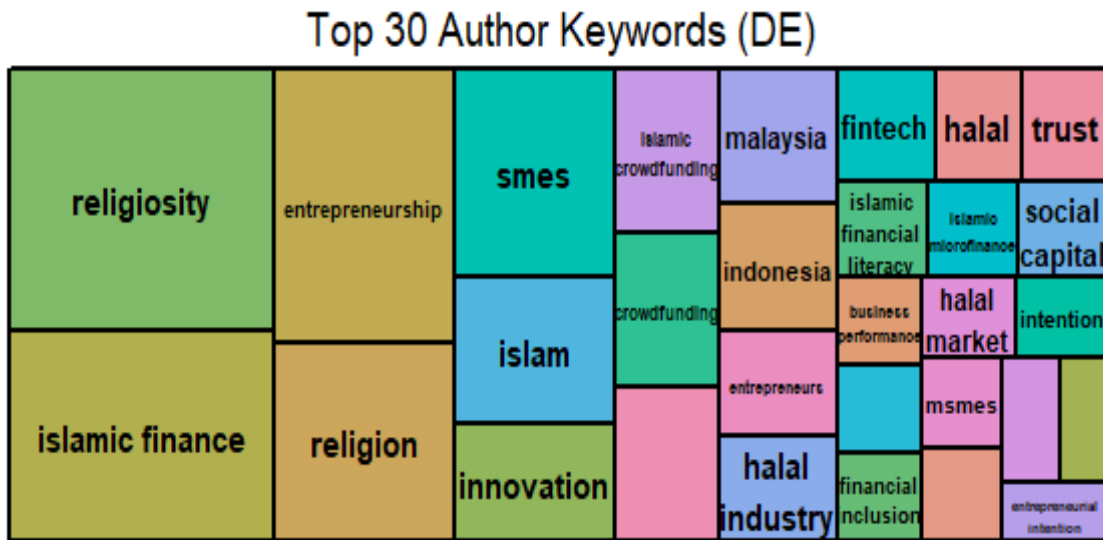 Top 30 Author Keywords (DE)
religiosity
islamic finance
entrepreneurship
religion
smes
islam
innovation
islamic
crowdfunding
crowdfunding
malaysia
indonesia
entrepreneurs
halal
industry
fintech
halal
trust
islamic
financial
literacy
islamic
microfinance
social
capital
business
performance
halal
market
intention
msmes
financial
inclusion
entrepreneurial
intention